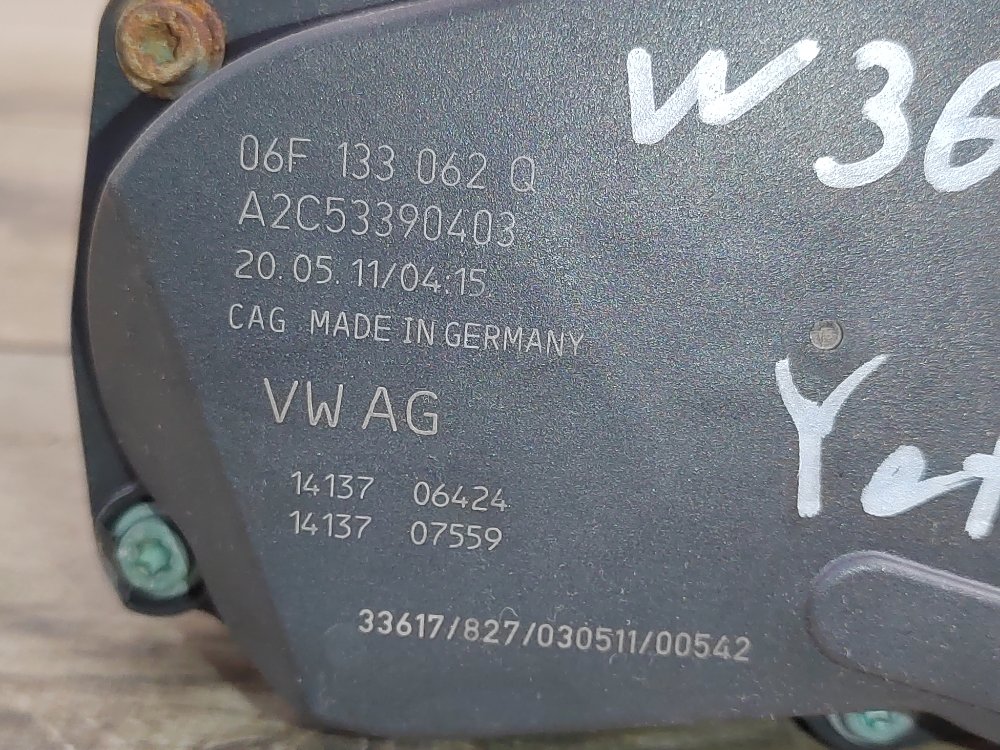 W 36
06F 133 062 Q
A2C53390403
20.05.11/04:15
CAG MADE IN GERMANY
VW AG
14137 06424
14137 07559
33617/827/030511/00542